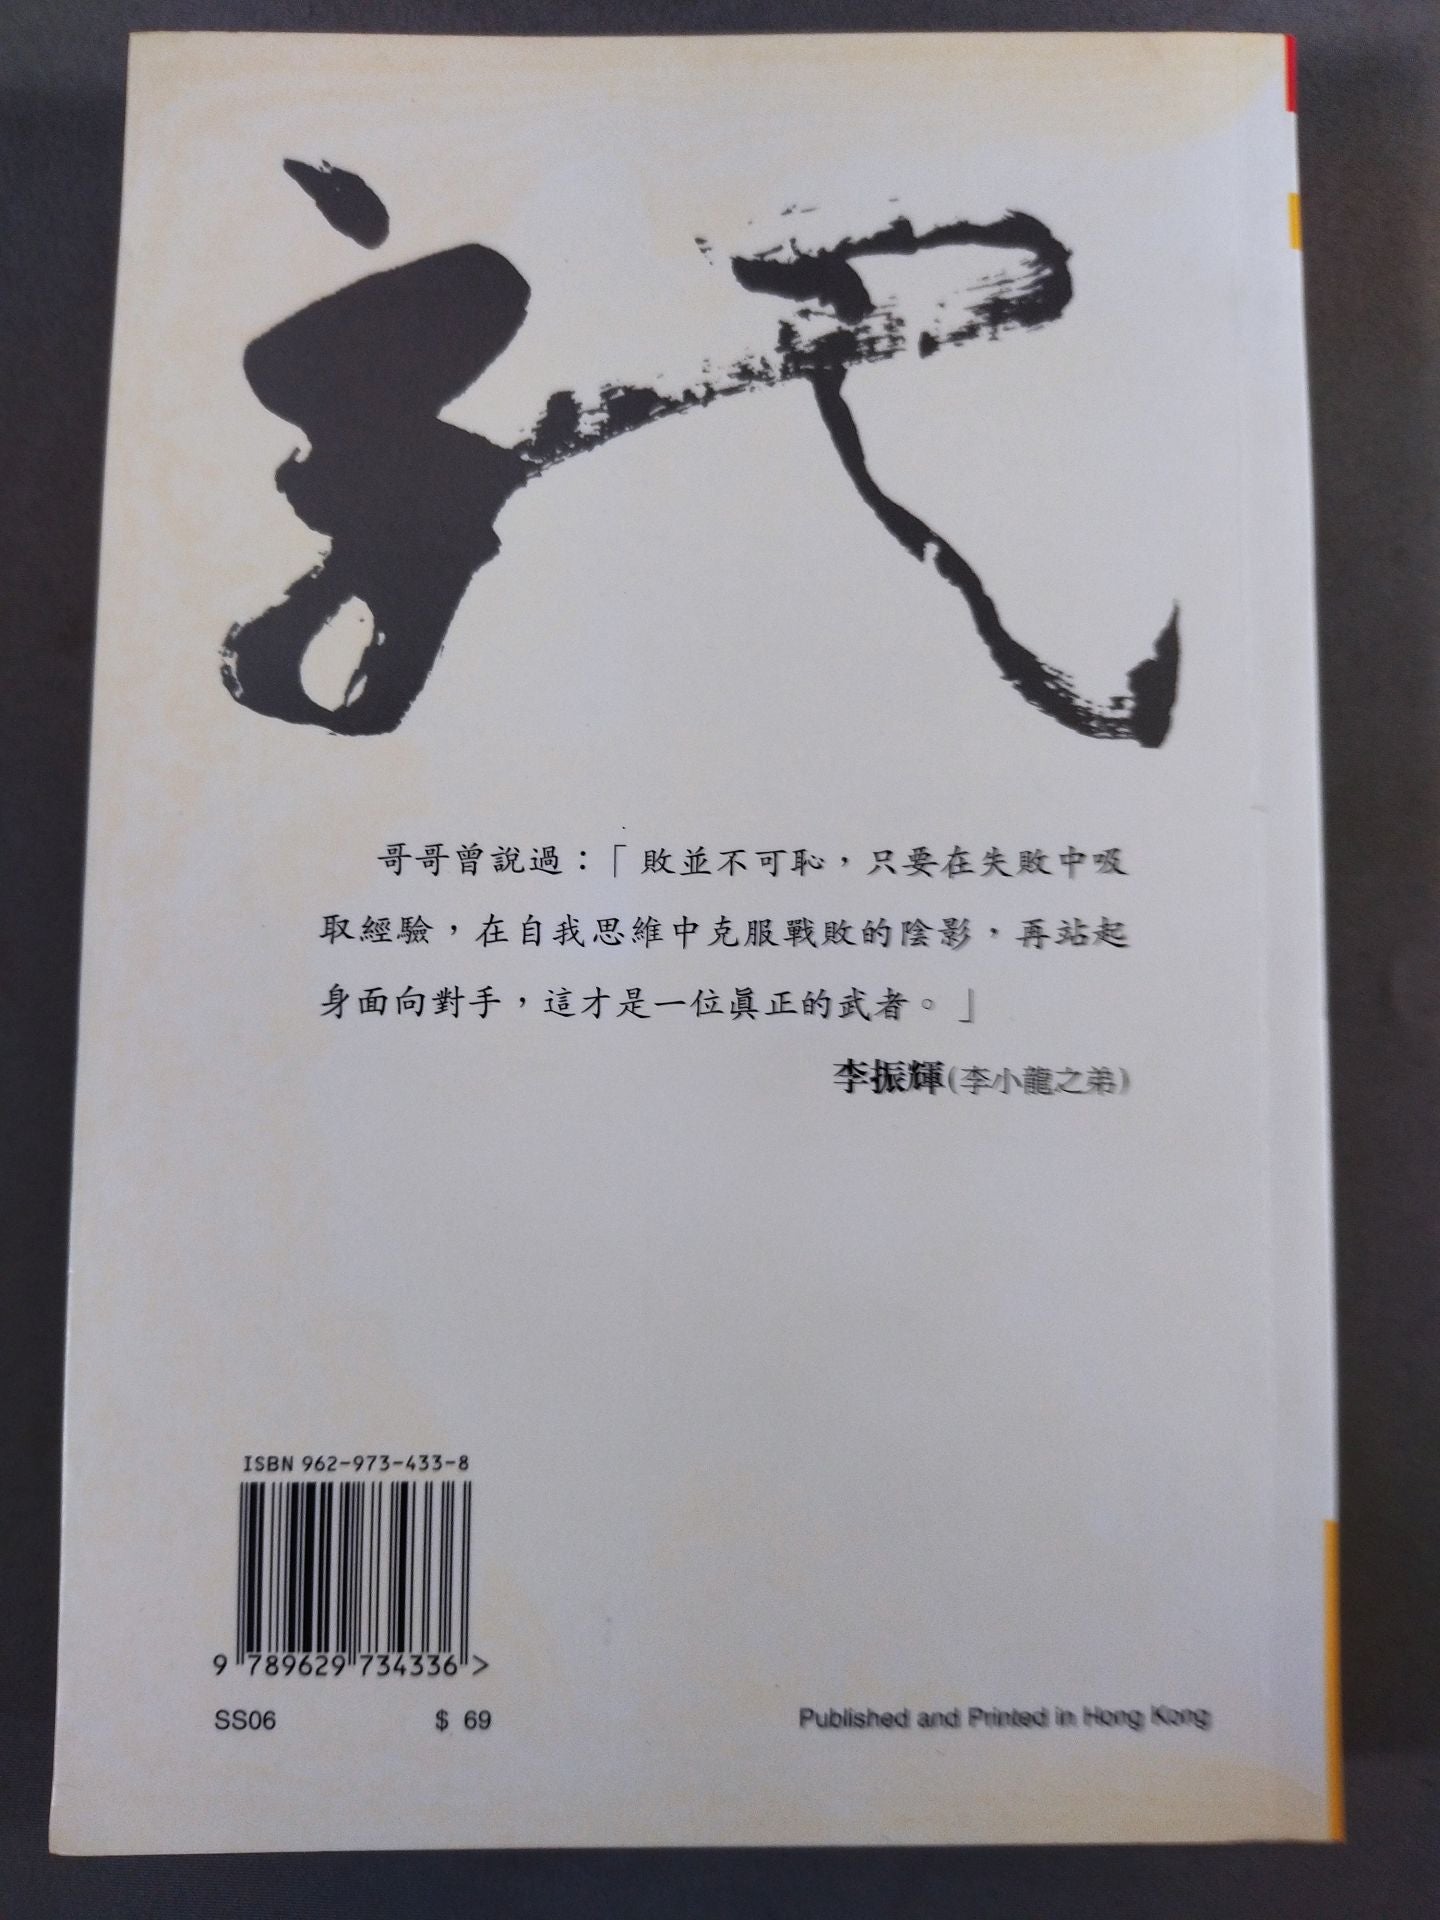 哥哥曾說過：「敗並不可恥，只要在失敗中吸
取經驗，在自我思維中克服戰敗的陰影，再站起
身面向對手，這才是一位眞正的武者。」
李振輝(李小龍之弟)
ISBN 962-973-433-8
9 789629 734336 >
SS06 $ 69
Published and Printed in Hong Kong